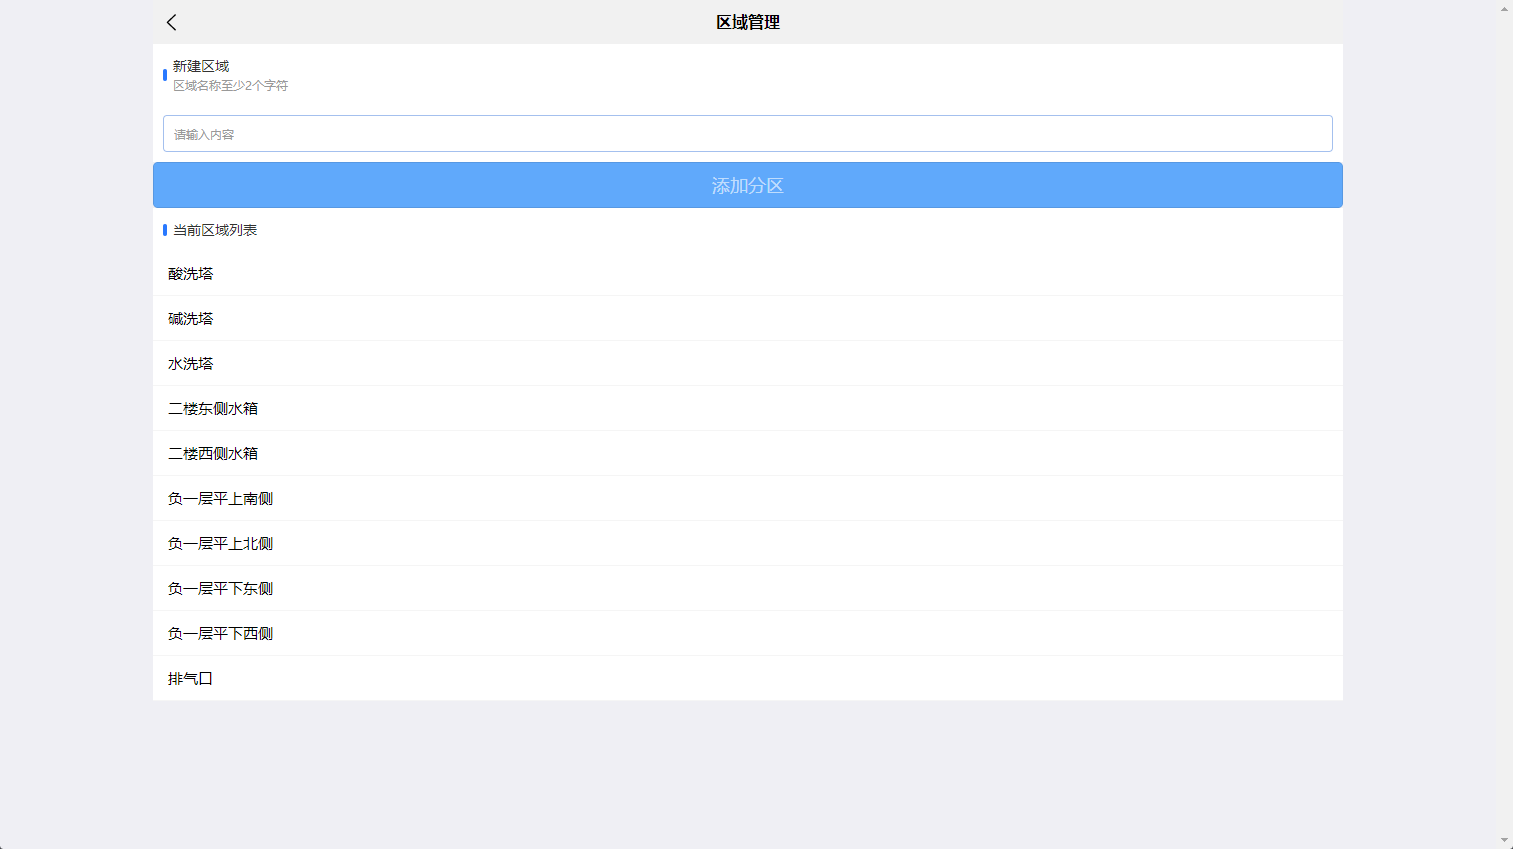 区域管理
新建区域
区域名称至少2个字符
请输入内容
添加分区
当前区域列表
酸洗塔
碱洗塔
水洗塔
二楼东侧水箱
二楼西侧水箱
负一层平上南侧
负一层平上北侧
负一层平下东侧
负一层平下西侧
排气口